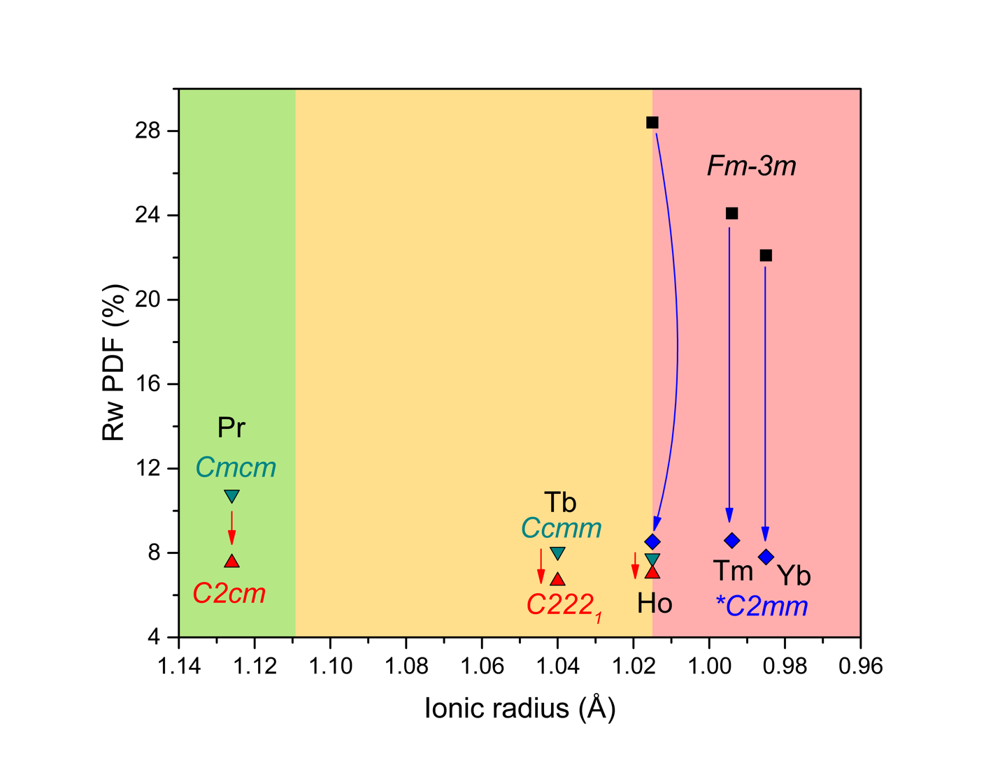 28
Fm-3m
24
20
Rw PDF (%)
16
Pr
Cmcm
12
Tb
Ccmm
8
Tm
Yb
C2cm
C222₁
Ho
*C2mm
4
1.14 1.12 1.10 1.08 1.06 1.04 1.02 1.00 0.98 0.96
Ionic radius (Å)